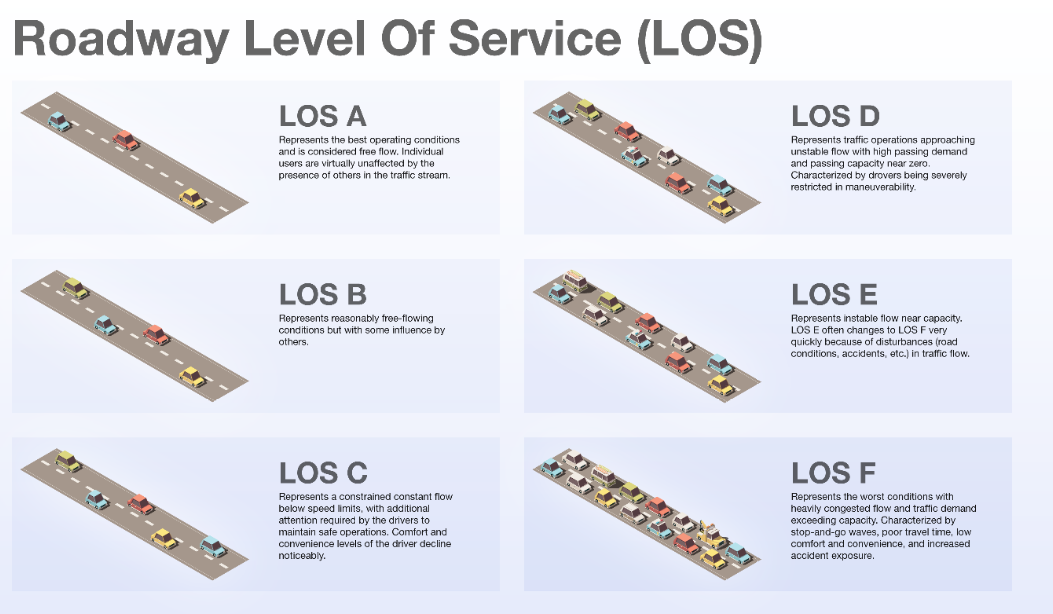 Roadway Level Of Service (LOS)
LOS A
Represents the best operating conditions
and is considered free flow. Individual
users are virtually unaffected by the
presence of others in the traffic stream.
LOS B
Represents reasonably free-flowing
conditions but with some influence by
others.
LOS C
Represents a constrained constant flow
below speed limits, with additional
attention required by the drivers to
maintain safe operations. Comfort and
convenience levels of the driver decline
noticeably.
LOS D
Represents traffic operations approaching
unstable flow with high passing demand
and passing capacity near zero.
Characterized by drovers being severely
restricted in maneuverability.
LOS E
Represents instable flow near capacity.
LOS E often changes to LOS F very
quickly because of disturbances (road
conditions, accidents, etc.) in traffic flow.
LOS F
Represents the worst conditions with
heavily congested flow and traffic demand
exceeding capacity. Characterized by
stop-and-go waves, poor travel time, low
comfort and convenience, and increased
accident exposure.